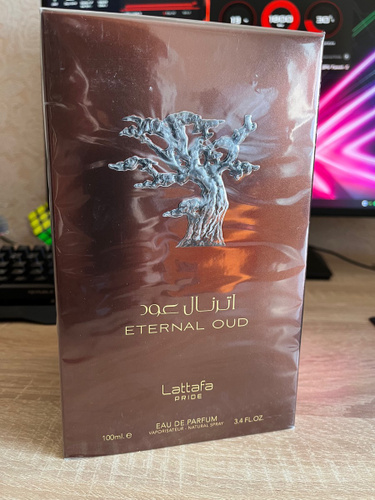 اترنال عود
ETERNAL OUD
Lattafa
PRIDE
EAU DE PARFUM
VAPORISATEUR - NATURAL SPRAY
100ml. e
3.4 FL.OZ.